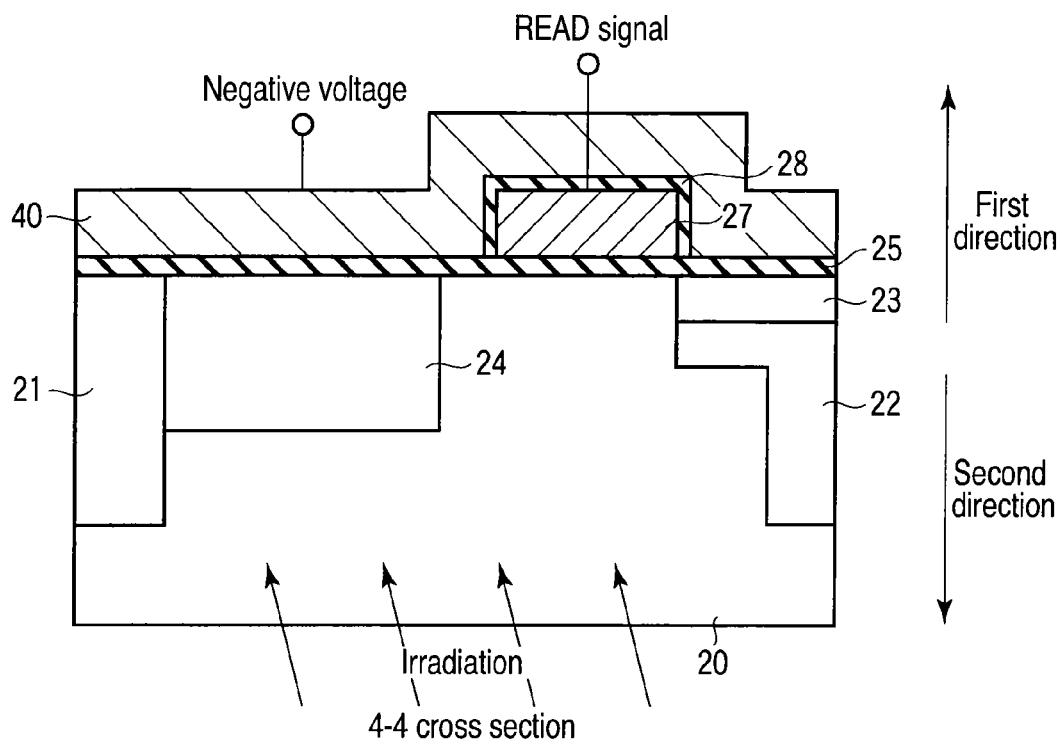 READ signal
Negative voltage
28
40
27
First
direction
25
23
24
21
22
Second
direction
Irradiation
20
4-4 cross section